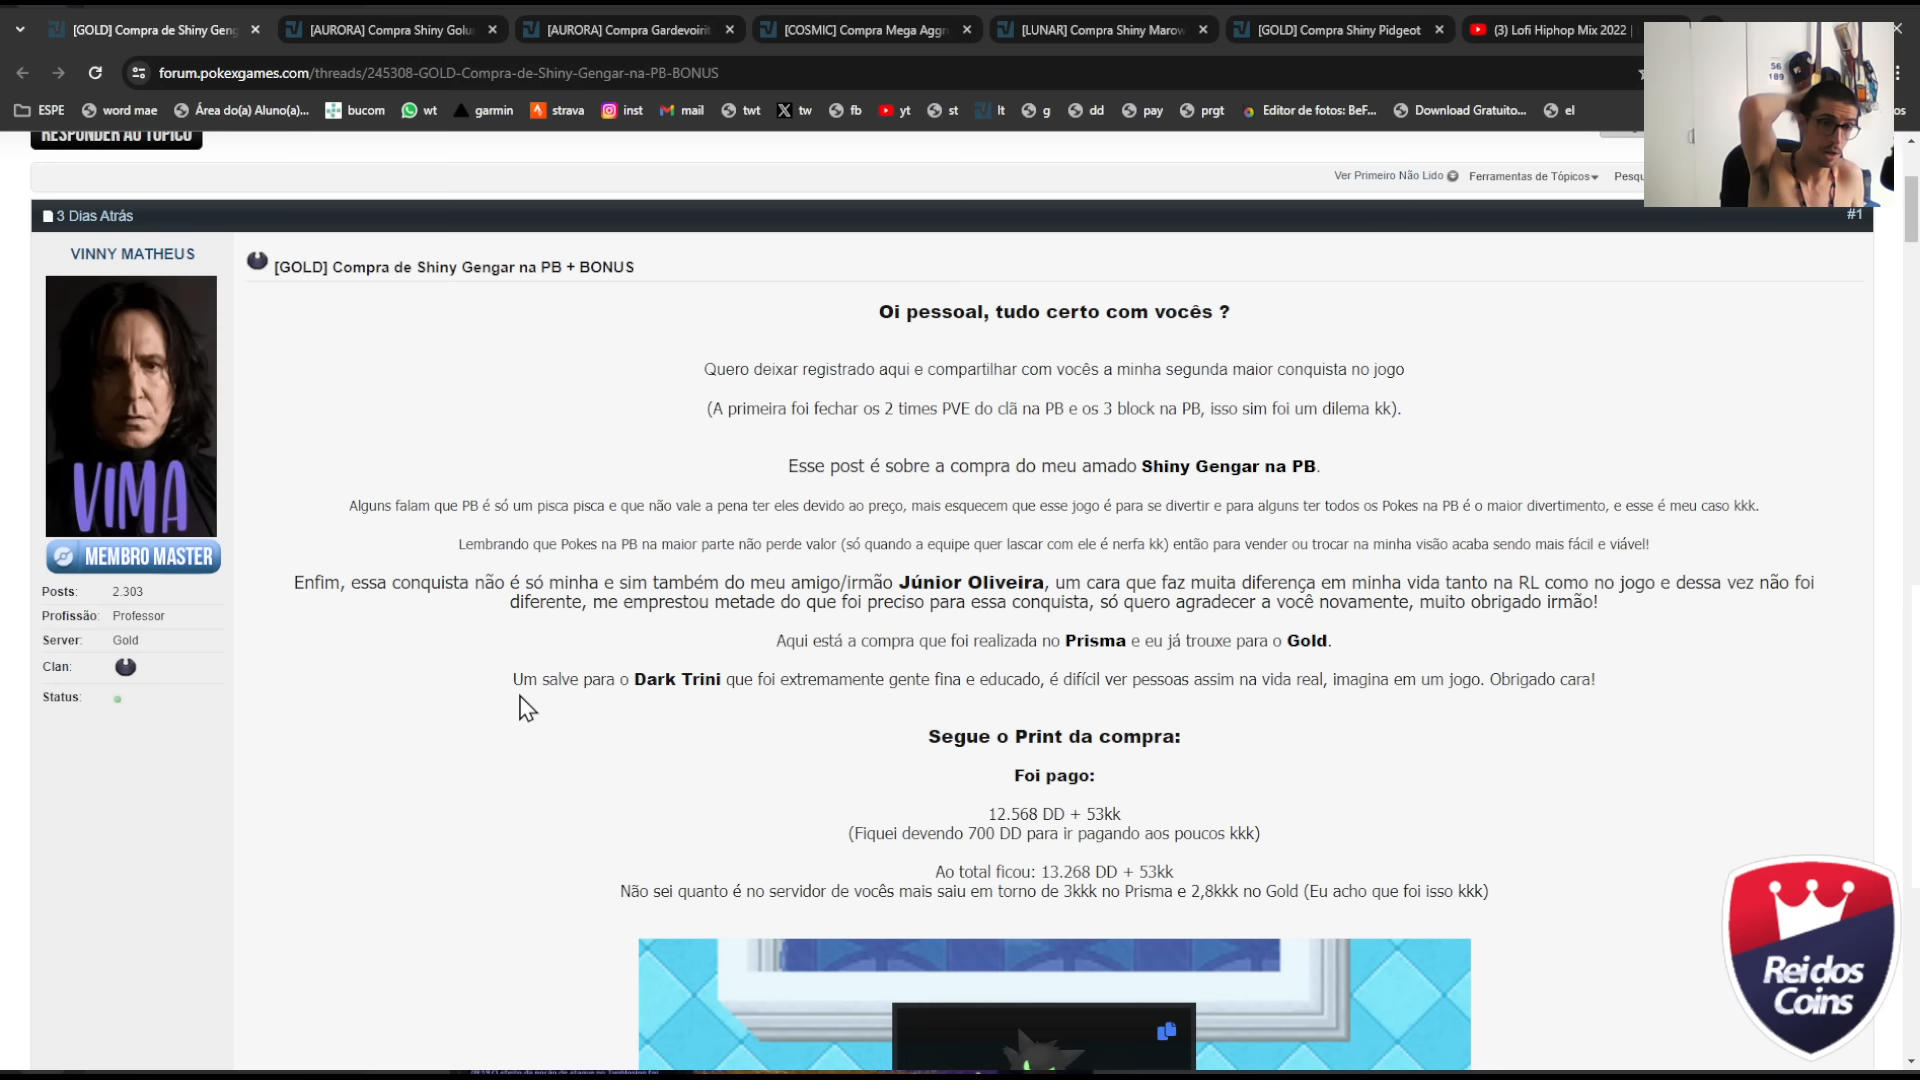 [GOLD] Compra de Shiny Geng
[AURORA] Compra Shiny Golu
[AURORA] Compra Gardevoirit
[COSMIC] Compra Mega Aggr
[LUNAR] Compra Shiny Marow
[GOLD] Compra Shiny Pidgeot
(3) Lofi Hiphop Mix 2022
forum.pokexgames.com/threads/245308-GOLD-Compra-de-Shiny-Gengar-na-PB-BONUS
ESPE
word mae
Área do(a) Aluno(a)...
bucom
wt
garmin
strava
inst
mail
twt
tw
fb
yt
st
lt
g
dd
pay
prgt
Editor de fotos: BeF...
Download Gratuito...
el
os
56
189
RESPONDER AO TÓPICO
Ver Primeiro Não Lido
Ferramentas de Tópicos
Pesqu
3 Dias Atrás
#1
VINNY MATHEUS
VIMA
MEMBRO MASTER
Posts: 2.303
Profissão: Professor
Server: Gold
Clan:
Status:
[GOLD] Compra de Shiny Gengar na PB + BONUS
Oi pessoal, tudo certo com vocês ?
Quero deixar registrado aqui e compartilhar com vocês a minha segunda maior conquista no jogo
(A primeira foi fechar os 2 times PVE do clã na PB e os 3 block na PB, isso sim foi um dilema kk).
Esse post é sobre a compra do meu amado Shiny Gengar na PB.
Alguns falam que PB é só um pisca pisca e que não vale a pena ter eles devido ao preço, mais esquecem que esse jogo é para se divertir e para alguns ter todos os Pokes na PB é o maior divertimento, e esse é meu caso kkk.
Lembrando que Pokes na PB na maior parte não perde valor (só quando a equipe quer lascar com ele é nerfa kk) então para vender ou trocar na minha visão acaba sendo mais fácil e viável!
Enfim, essa conquista não é só minha e sim também do meu amigo/irmão Júnior Oliveira, um cara que faz muita diferença em minha vida tanto na RL como no jogo e dessa vez não foi
diferente, me emprestou metade do que foi preciso para essa conquista, só quero agradecer a você novamente, muito obrigado irmão!
Aqui está a compra que foi realizada no Prisma e eu já trouxe para o Gold.
Um salve para o Dark Trini que foi extremamente gente fina e educado, é difícil ver pessoas assim na vida real, imagina em um jogo. Obrigado cara!
Segue o Print da compra:
Foi pago:
12.568 DD + 53kk
(Fiquei devendo 700 DD para ir pagando aos poucos kkk)
Ao total ficou: 13.268 DD + 53kk
Não sei quanto é no servidor de vocês mais saiu em torno de 3kkk no Prisma e 2,8kkk no Gold (Eu acho que foi isso kkk)
Rei dos
Coins